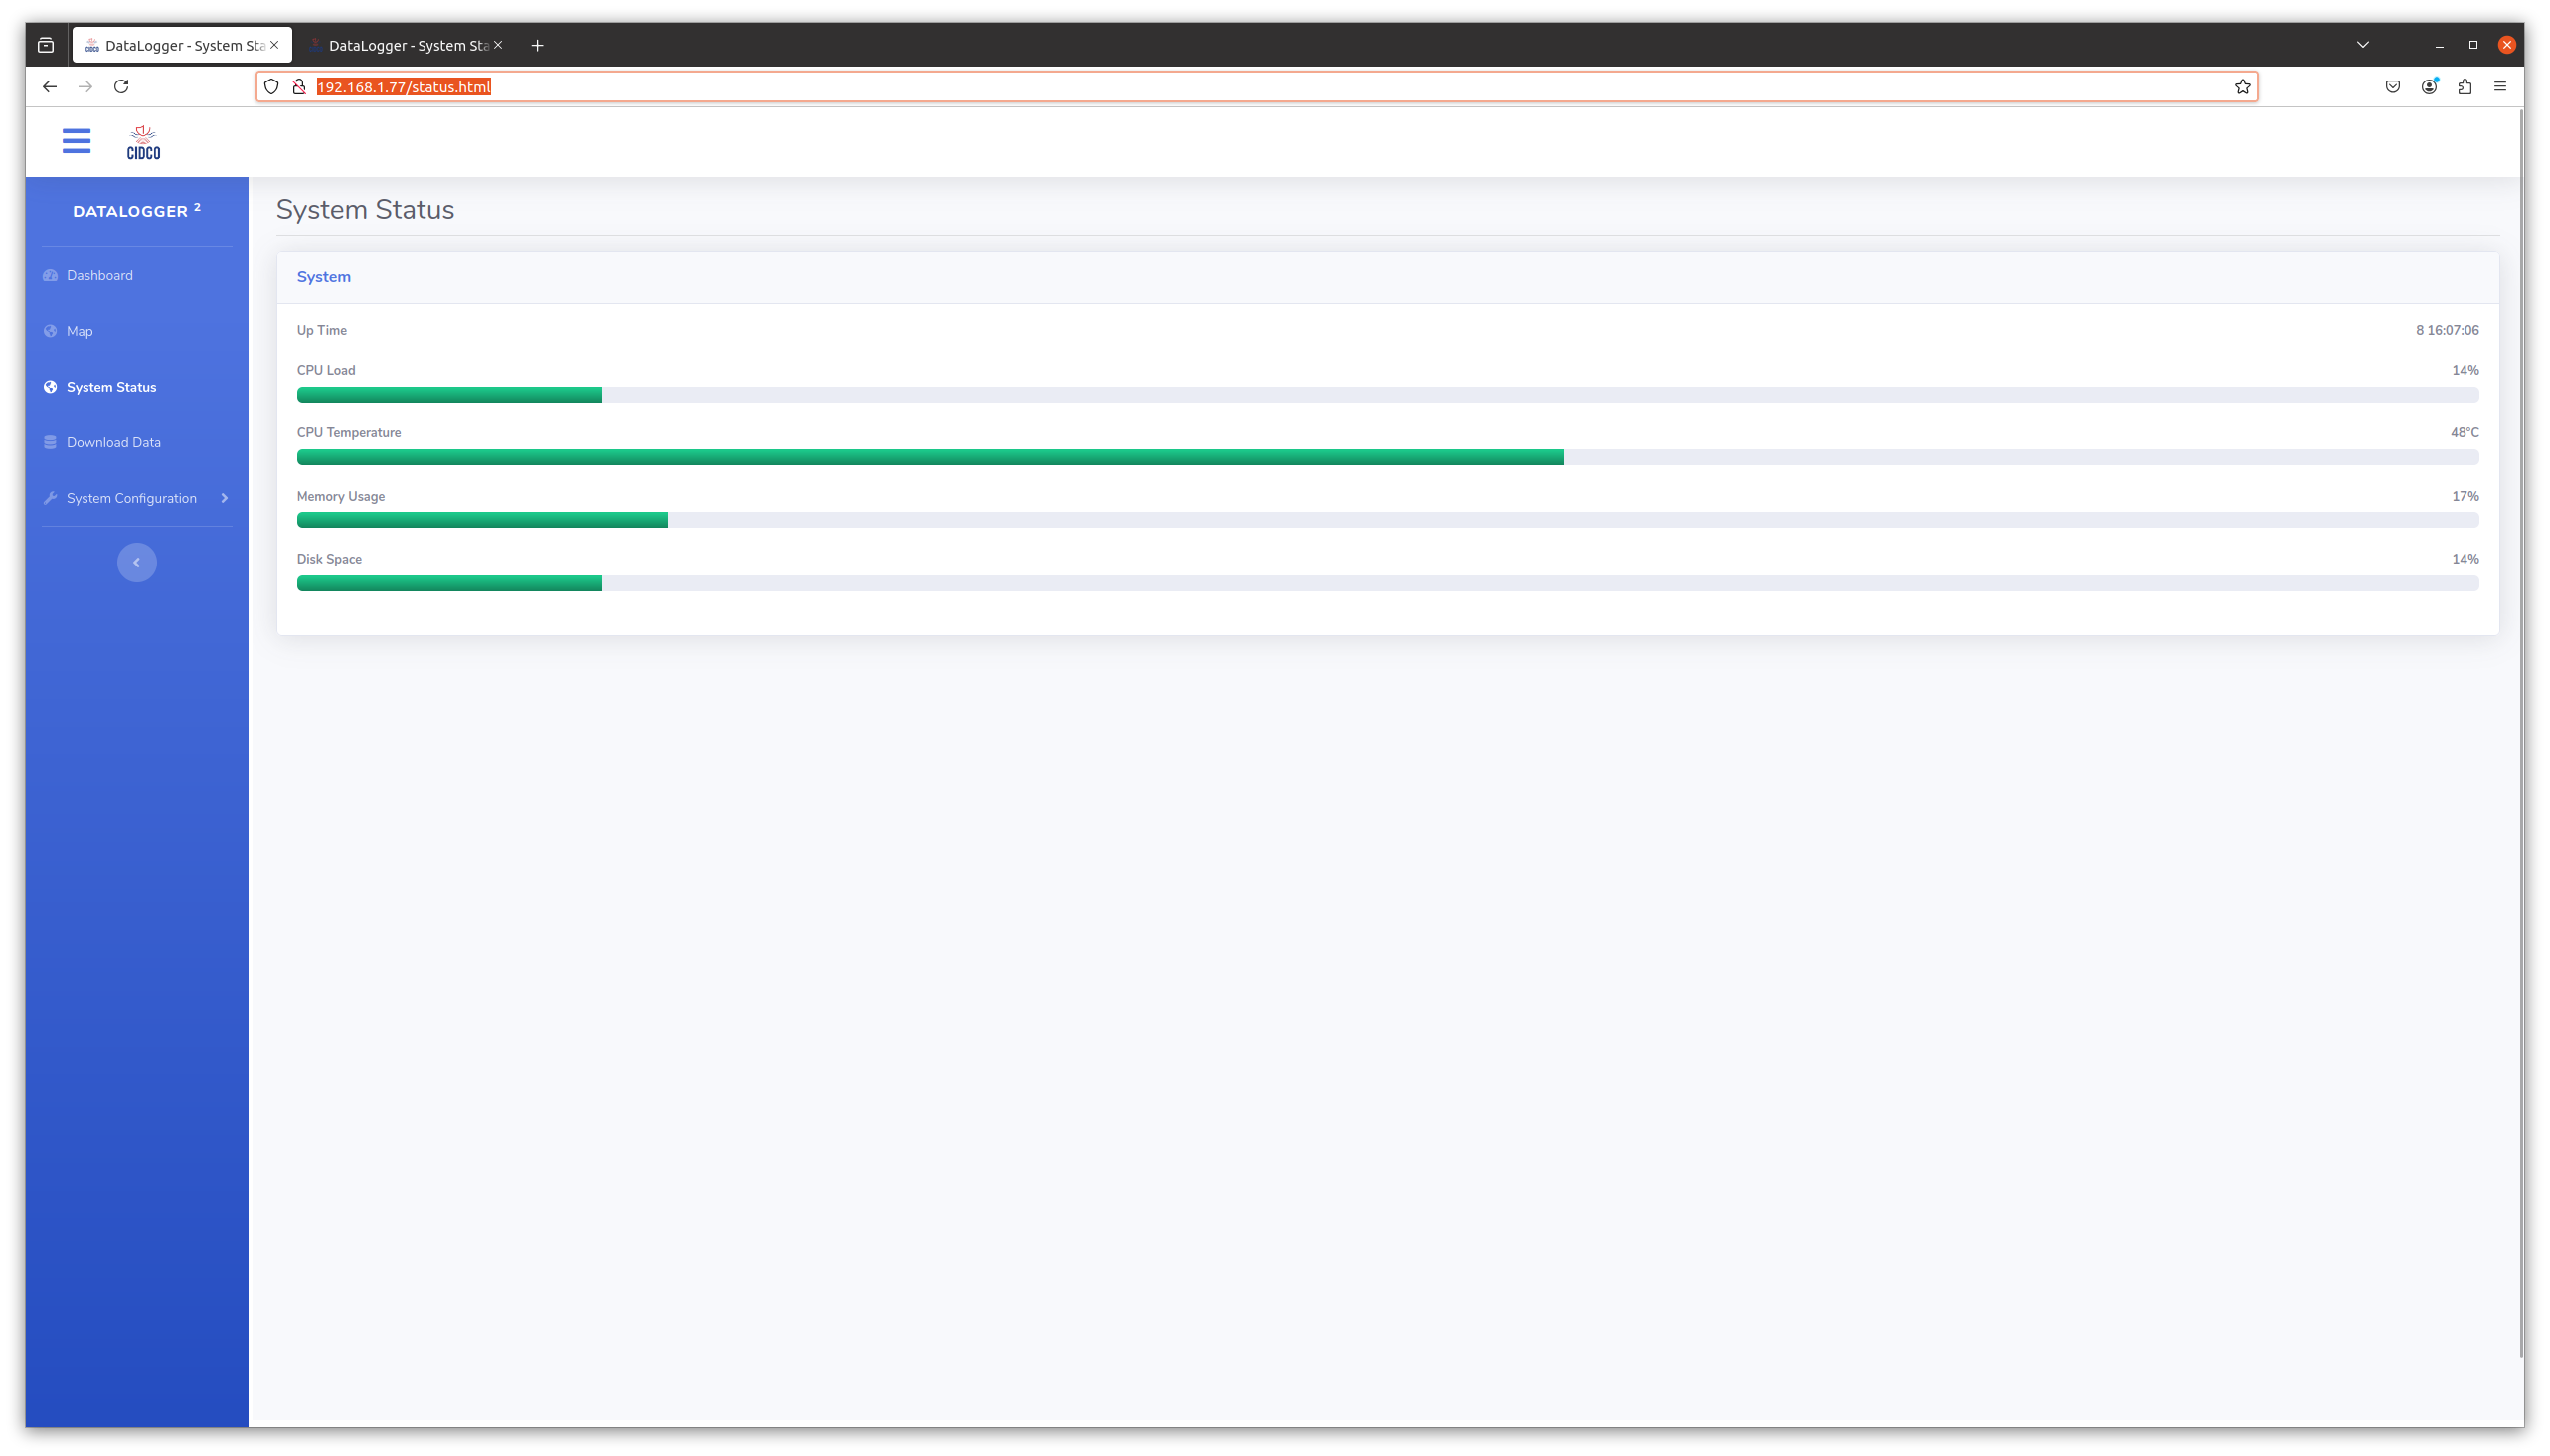 DataLogger - System Sta
DataLogger - System Sta
192.168.1.77/status.html
CIDCO
DATALOGGER 2
Dashboard
Map
System Status
Download Data
System Configuration
System Status
System
Up Time 8 16:07:06
CPU Load 14%
CPU Temperature 48°C
Memory Usage 17%
Disk Space 14%